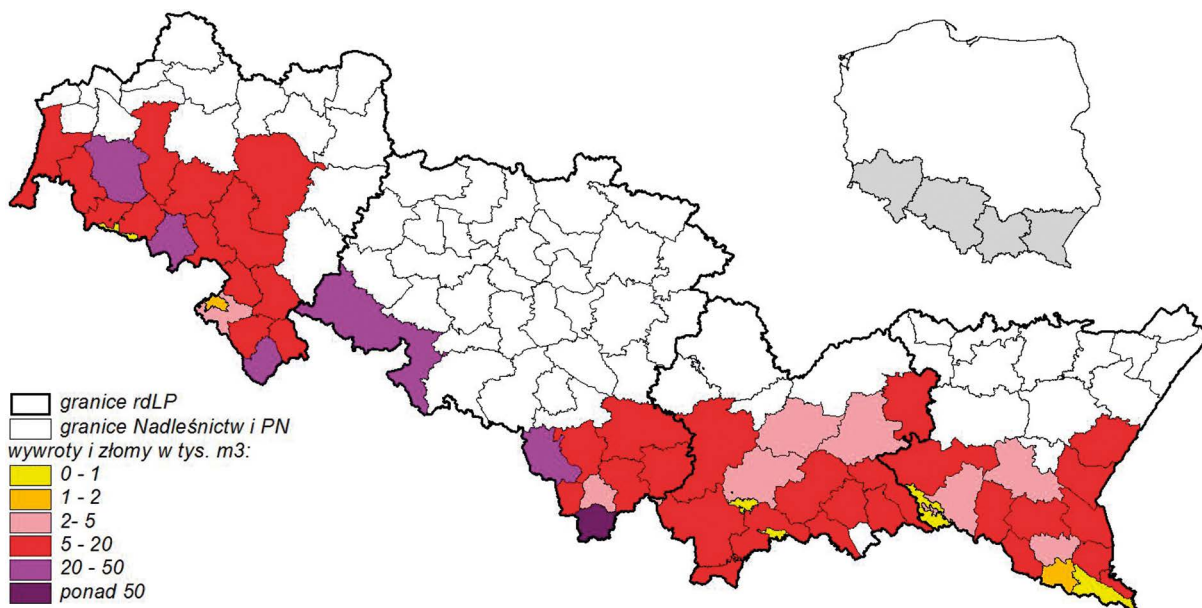 granice rdLP
granice Nadleśnictw i PN
wywroty i złomy w tys. m3:
0 - 1
1 - 2
2- 5
5 - 20
20 - 50
ponad 50